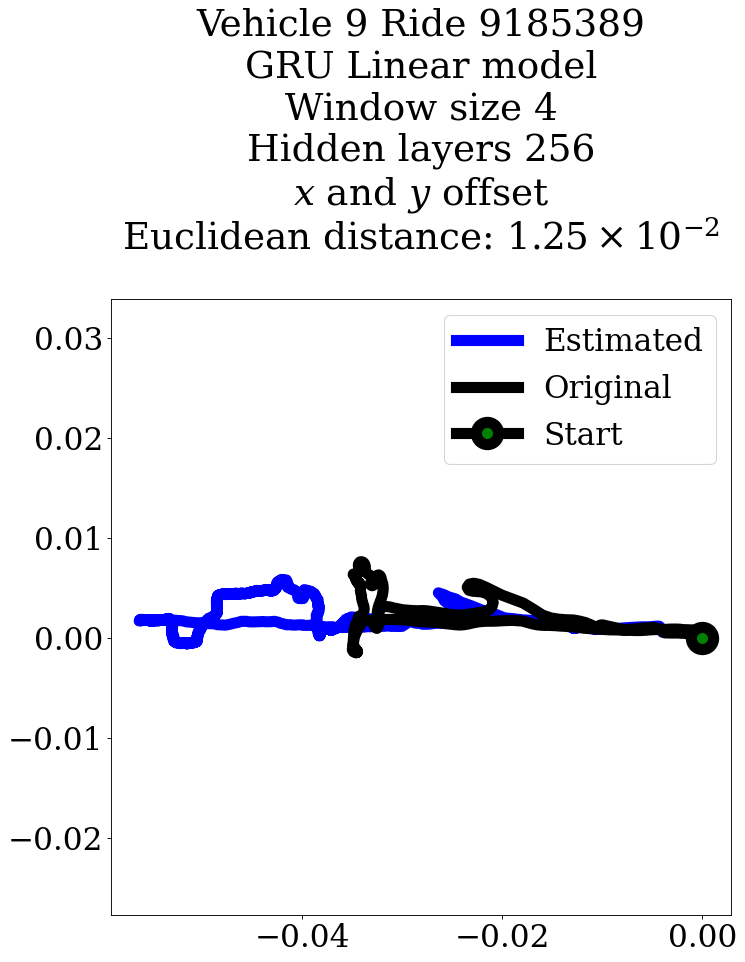 Vehicle 9 Ride 9185389
GRU Linear model
Window size 4
Hidden layers 256
x and y offset
Euclidean distance: 1.25 × 10⁻²
Estimated
Original
Start
0.03
0.02
0.01
0.00
−0.01
−0.02
−0.04
−0.02
0.00